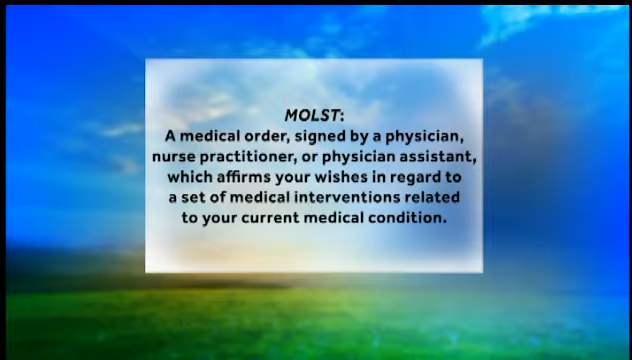 MOLST:
A medical order, signed by a physician,
nurse practitioner, or physician assistant,
which affirms your wishes in regard to
a set of medical interventions related
to your current medical condition.